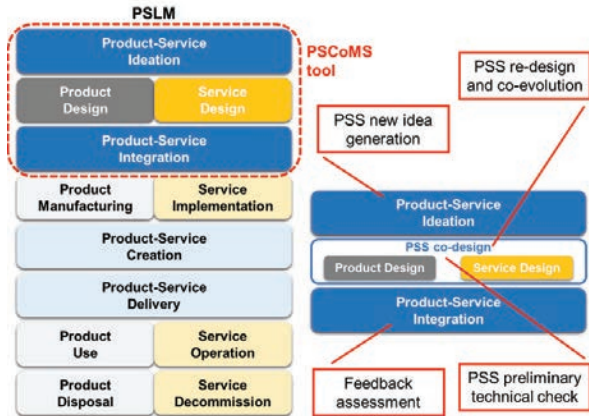 PSLM
Product-Service
Ideation
PSCoMS
tool
Product
Design
Service
Design
Product-Service
Integration
Product
Manufacturing
Service
Implementation
Product-Service
Creation
Product-Service
Delivery
Product
Use
Service
Operation
Product
Disposal
Service
Decommission
PSS re-design
and co-evolution
PSS new idea
generation
Product-Service
Ideation
PSS co-design
Product Design
Service Design
Product-Service
Integration
Feedback
assessment
PSS preliminary
technical check